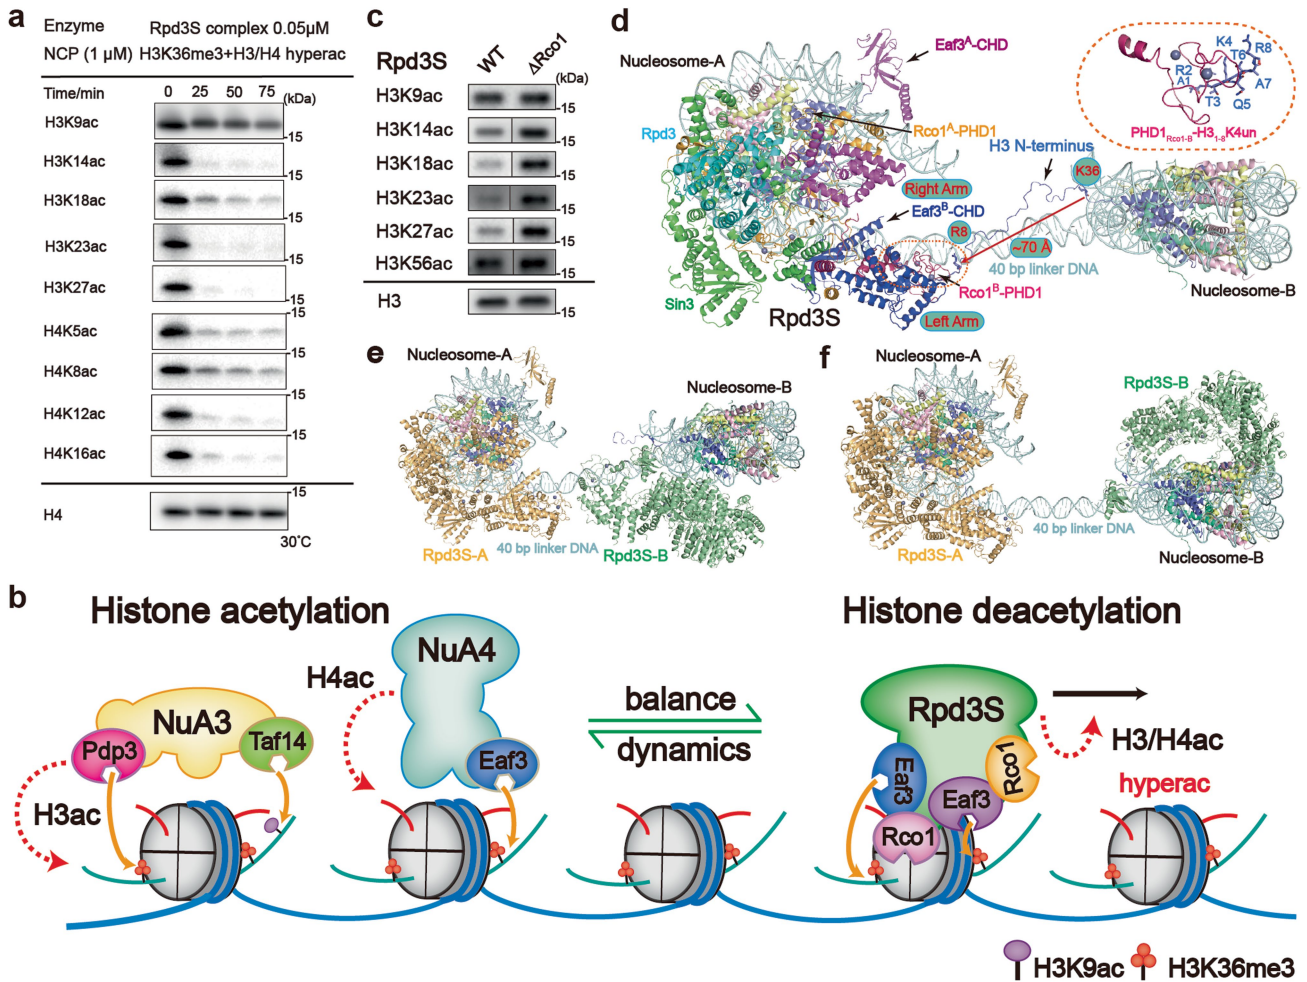 a
Enzyme Rpd3S complex 0.05μM
NCP (1 μM) H3K36me3+H3/H4 hyperac
Time/min 0 25 50 75 (kDa)
H3K9ac
-15
H3K14ac
-15
H3K18ac
-15
H3K23ac
-15
H3K27ac
-15
H4K5ac
-15
H4K8ac
-15
H4K12ac
-15
H4K16ac
-15
H4
-15
30°C
c
Rpd3S WT ΔRco1
(kDa)
H3K9ac
-15
H3K14ac
-15
H3K18ac
-15
H3K23ac
-15
H3K27ac
-15
H3K56ac
-15
H3
-15
d
Nucleosome-A
Eaf3A-CHD
Rpd3
Rco1A-PHD1
Right Arm
H3 N-terminus
K36
Eaf3B-CHD
R8
~70 Å
40 bp linker DNA
Rco1B-PHD1
Sin3
Rpd3S
Left Arm
Nucleosome-B
K4
T6
R8
R2
A1
A7
T3
Q5
PHD1Rco1-B-H31-8K4un
e
Nucleosome-A
Nucleosome-B
Rpd3S-A
40 bp linker DNA
Rpd3S-B
f
Nucleosome-A
Rpd3S-B
40 bp linker DNA
Rpd3S-A
Nucleosome-B
b
Histone acetylation
Histone deacetylation
NuA3
Pdp3
Taf14
H3ac
NuA4
H4ac
Eaf3
balance
dynamics
Rpd3S
Eaf3
Rco1
Eaf3
Rco1
H3/H4ac
hyperac
H3K9ac
H3K36me3